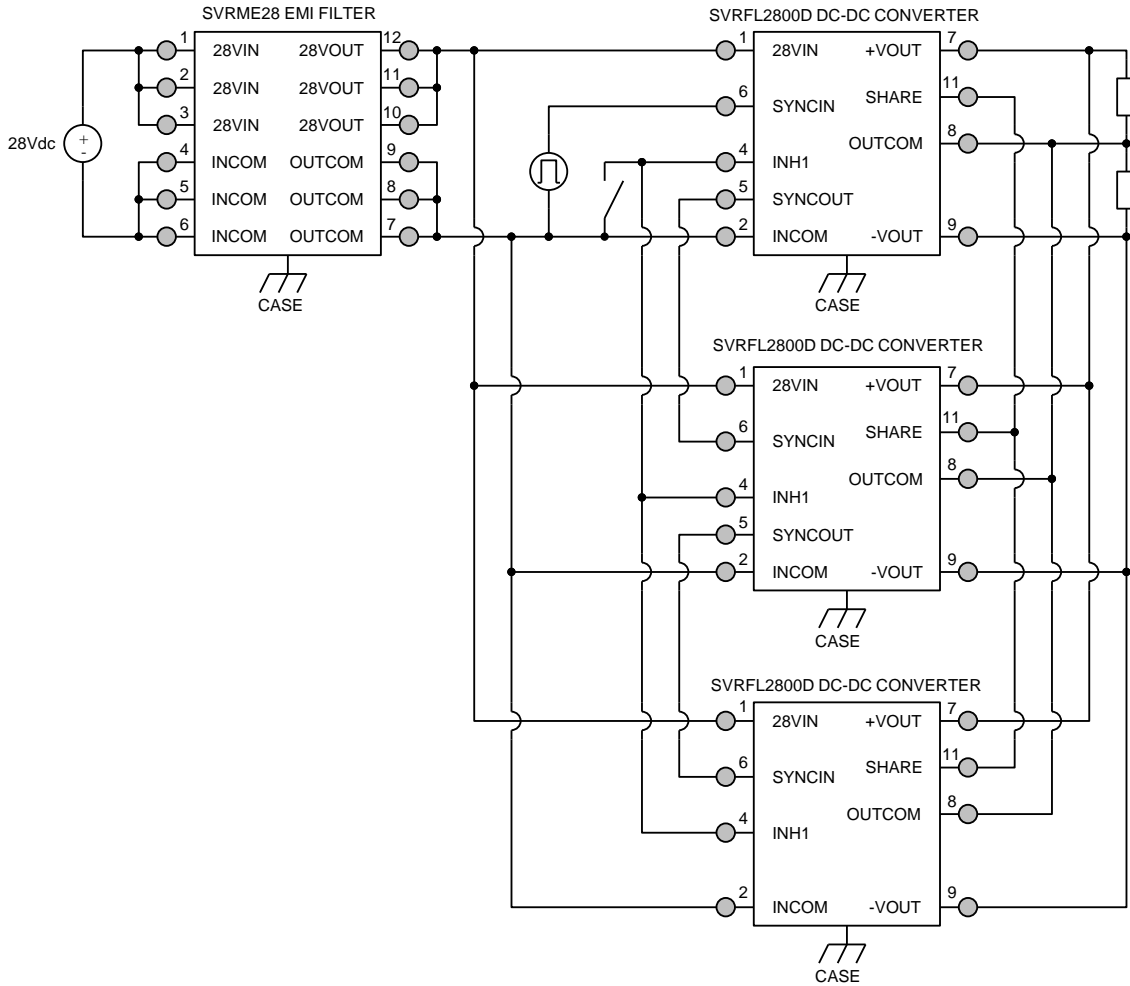 SVRME28 EMI FILTER
SVRFL2800D DC-DC CONVERTER
1 28VIN 28VOUT 12
2 28VIN 28VOUT 11
3 28VIN 28VOUT 10
4 INCOM OUTCOM 9
5 INCOM OUTCOM 8
6 INCOM OUTCOM 7
28Vdc
+
-
CASE
1 28VIN +VOUT 7
SHARE 11
6 SYNCIN
OUTCOM 8
4 INH1
5 SYNCOUT
2 INCOM -VOUT 9
CASE
SVRFL2800D DC-DC CONVERTER
1 28VIN +VOUT 7
SHARE 11
6 SYNCIN
OUTCOM 8
4 INH1
5 SYNCOUT
2 INCOM -VOUT 9
CASE
SVRFL2800D DC-DC CONVERTER
1 28VIN +VOUT 7
SHARE 11
6 SYNCIN
OUTCOM 8
4 INH1
2 INCOM -VOUT 9
CASE